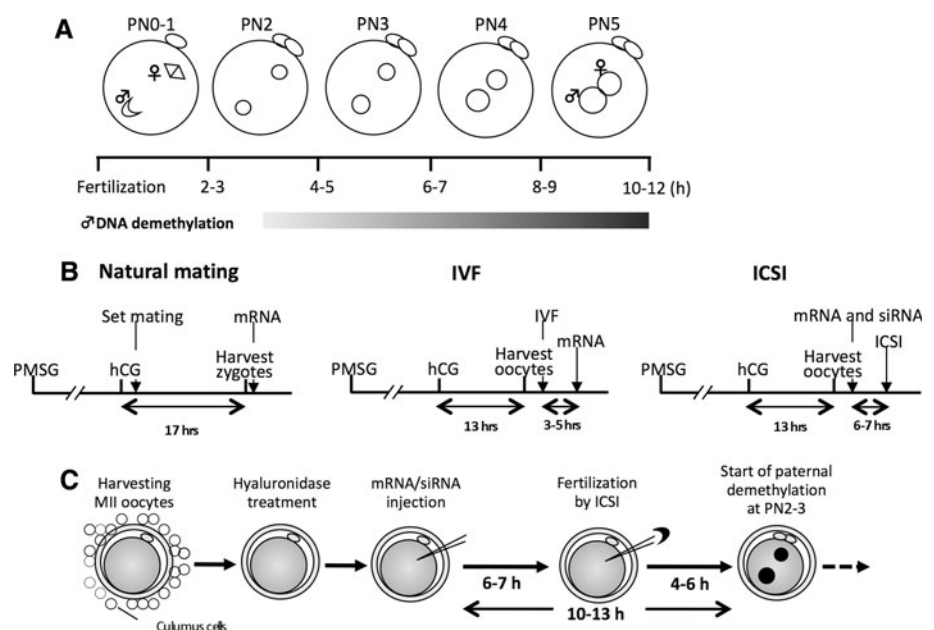 A
PN0-1 PN2 PN3 PN4 PN5
♀ ♀
♂ ♂
Fertilization 2-3 4-5 6-7 8-9 10-12 (h)
♂DNA demethylation
B
Natural mating IVF ICSI
Set mating mRNA IVF mRNA and siRNA
PMSG hCG Harvest zygotes PMSG hCG Harvest oocytes mRNA PMSG hCG Harvest oocytes ICSI
17 hrs 13 hrs 3-5hrs 13 hrs 6-7 hrs
C
Harvesting Hyaluronidase mRNA/siRNA Fertilization Start of paternal
MII oocytes treatment injection by ICSI demethylation
at PN2-3
6-7 h 4-6 h
10-13 h
Culumus cells